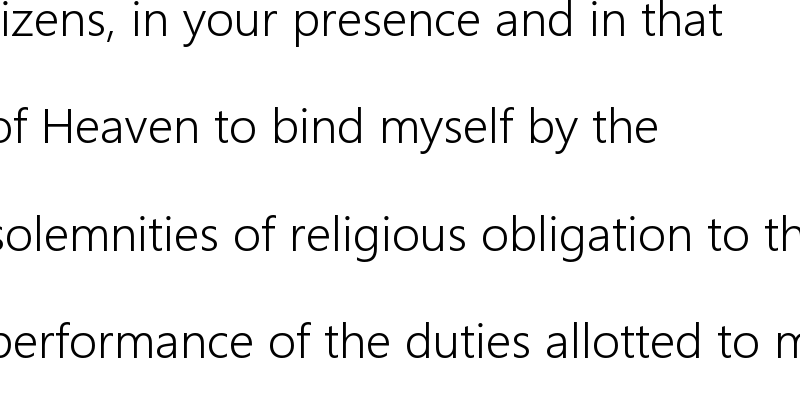 izens, in your presence and in that
of Heaven to bind myself by the
solemnities of religious obligation to th
performance of the duties allotted to m